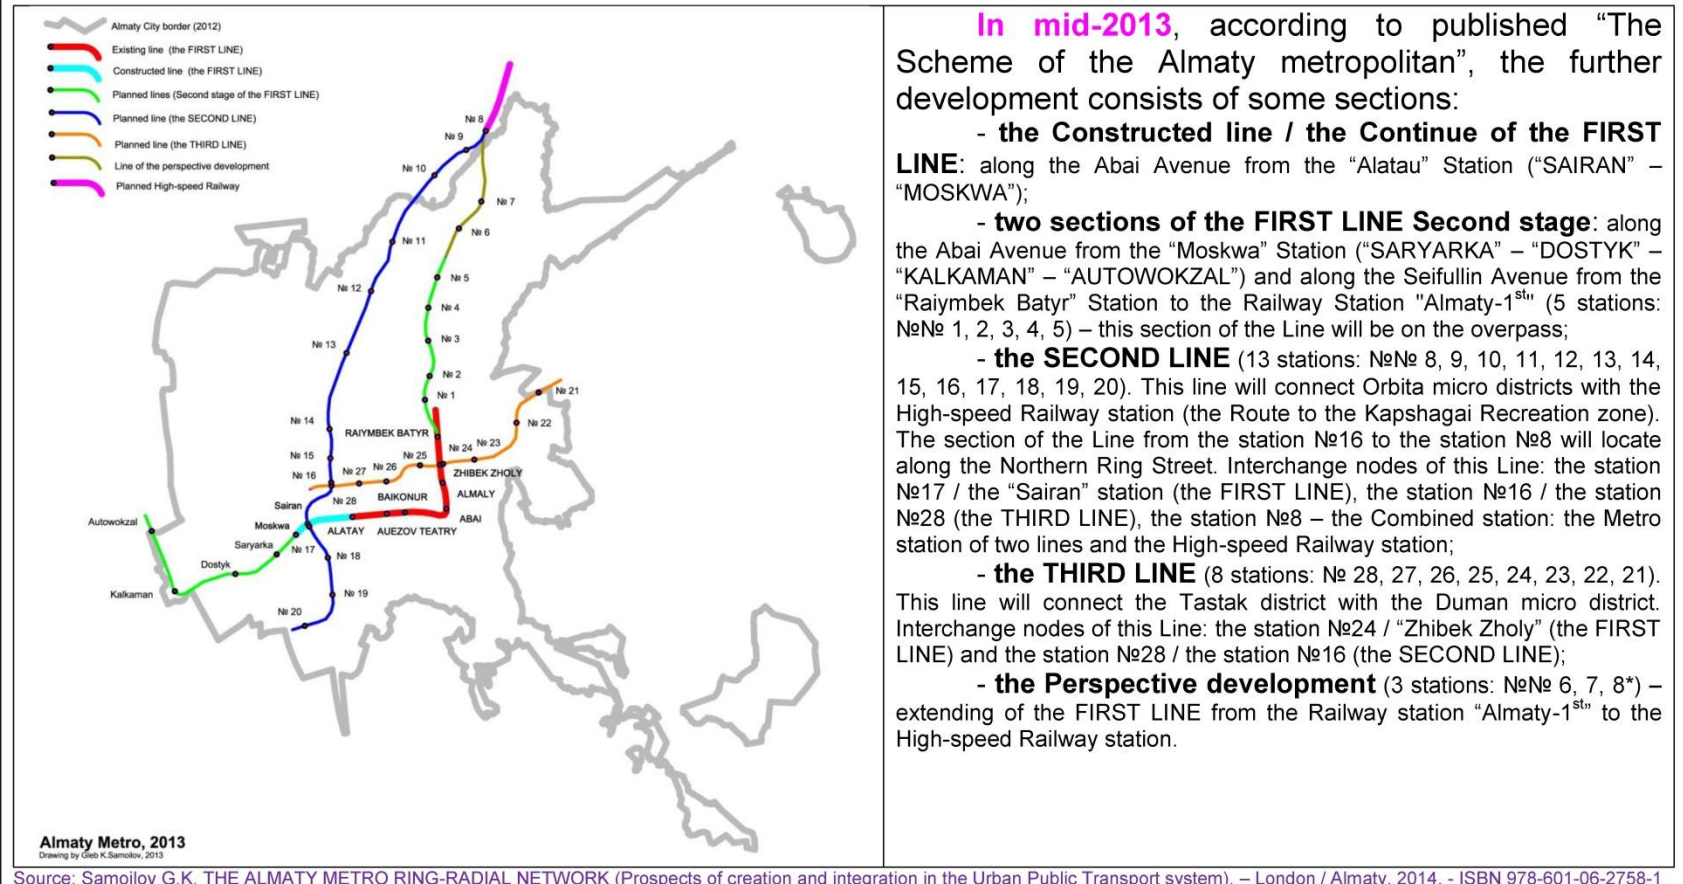 Almaty City border (2012)
Existing line (the FIRST LINE)
Constructed line (the FIRST LINE)
Planned lines (Second stage of the FIRST LINE)
Planned line (the SECOND LINE)
Planned line (the THIRD LINE)
Line of the perspective development
Planned High-speed Railway
№ 8
№ 9
№ 10
№ 7
№ 6
№ 11
№ 5
№ 12
№ 4
№ 3
№ 13
№ 2
№ 21
№ 1
№ 14
№ 22
RAIYMBEK BATYR
№ 23
№ 24
№ 15
№ 25
№ 26
№ 27
№ 16
ZHIBEK ZHOLY
ALMALY
BAIKONUR
№ 28
Sairan
ABAI
Autowokzal
Moskwa
ALATAY
AUEZOV TEATRY
Saryarka
№ 17
№ 18
Dostyk
Kalkaman
№ 19
№ 20
Almaty Metro, 2013
Drawing by Gleb K.Samoilov, 2013
In mid-2013, according to published “The
Scheme of the Almaty metropolitan”, the further
development consists of some sections:
- the Constructed line / the Continue of the FIRST
LINE: along the Abai Avenue from the “Alatau” Station (“SAIRAN” –
“MOSKWA”);
- two sections of the FIRST LINE Second stage: along
the Abai Avenue from the “Moskwa” Station (“SARYARKA” – “DOSTYK” –
“KALKAMAN” – “AUTOWOKZAL”) and along the Seifullin Avenue from the
“Raiymbek Batyr” Station to the Railway Station "Almaty-1st" (5 stations:
№№ 1, 2, 3, 4, 5) – this section of the Line will be on the overpass;
- the SECOND LINE (13 stations: №№ 8, 9, 10, 11, 12, 13, 14,
15, 16, 17, 18, 19, 20). This line will connect Orbita micro districts with the
High-speed Railway station (the Route to the Kapshagai Recreation zone).
The section of the Line from the station №16 to the station №8 will locate
along the Northern Ring Street. Interchange nodes of this Line: the station
№17 / the “Sairan” station (the FIRST LINE), the station №16 / the station
№28 (the THIRD LINE), the station №8 – the Combined station: the Metro
station of two lines and the High-speed Railway station;
- the THIRD LINE (8 stations: № 28, 27, 26, 25, 24, 23, 22, 21).
This line will connect the Tastak district with the Duman micro district.
Interchange nodes of this Line: the station №24 / “Zhibek Zholy” (the FIRST
LINE) and the station №28 / the station №16 (the SECOND LINE);
- the Perspective development (3 stations: №№ 6, 7, 8*) –
extending of the FIRST LINE from the Railway station “Almaty-1st” to the
High-speed Railway station.
Source: Samoilov G.K. THE ALMATY METRO RING-RADIAL NETWORK (Prospects of creation and integration in the Urban Public Transport system). – London / Almaty, 2014. - ISBN 978-601-06-2758-1